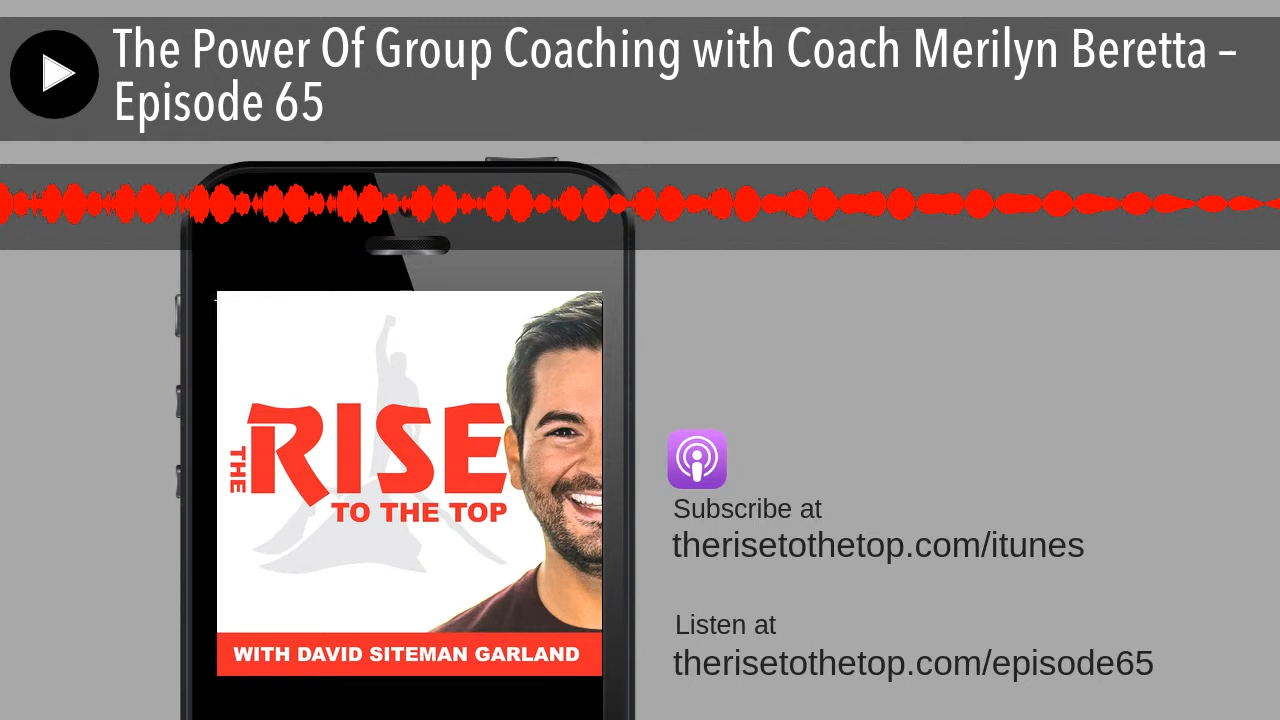 The Power Of Group Coaching with Coach Merilyn Beretta –
Episode 65
THE
RISE
TO THE TOP
WITH DAVID SITEMAN GARLAND
Subscribe at
therisetothetop.com/itunes
Listen at
therisetothetop.com/episode65